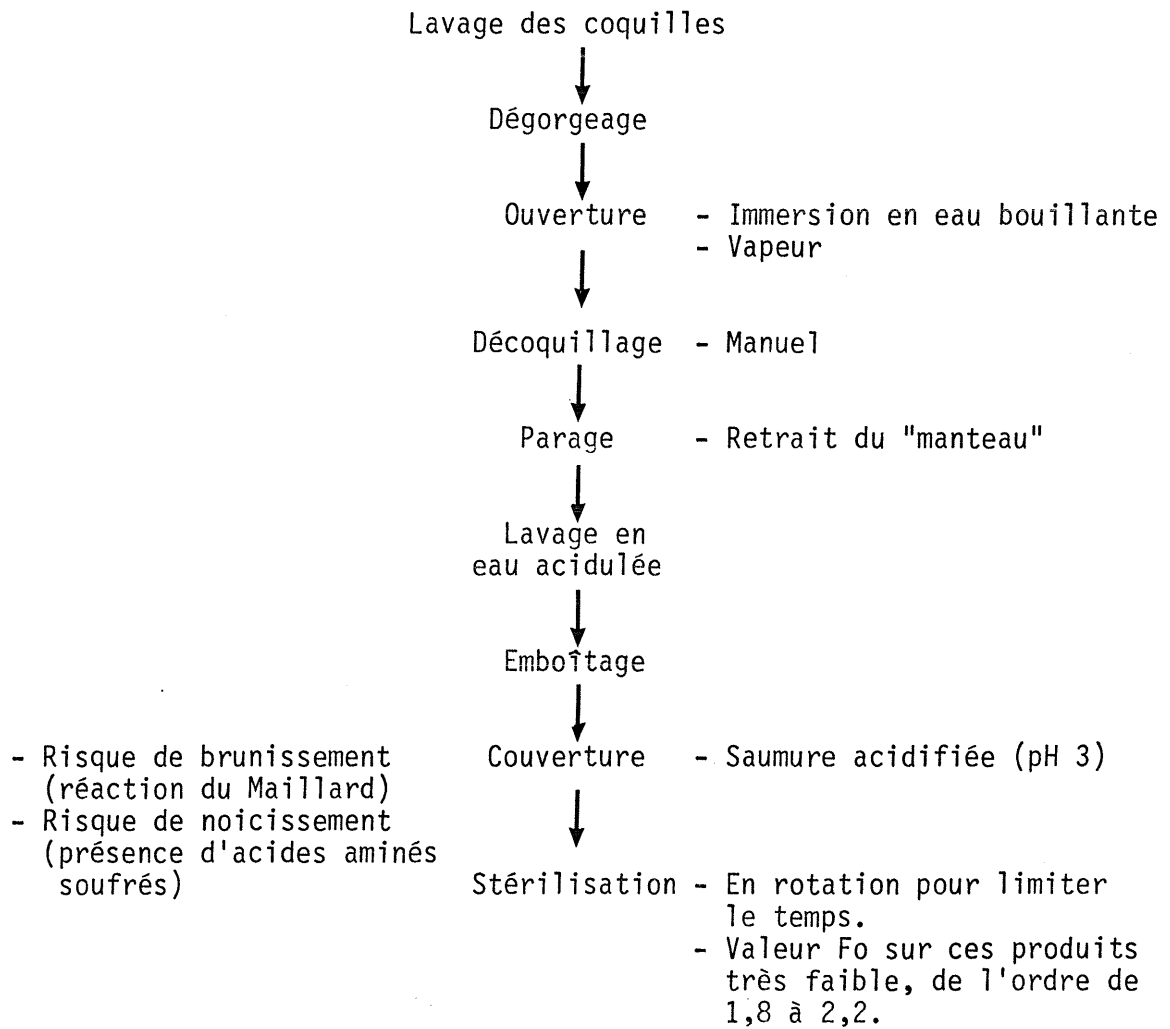 Lavage des coquilles
Dégorgeage
Ouverture - Immersion en eau bouillante
- Vapeur
Décoquillage - Manuel
Parage - Retrait du "manteau"
Lavage en
eau acidulée
Emboîtage
- Risque de brunissement
(réaction du Maillard)
- Risque de noicissement
(présence d'acides aminés
soufrés)
Couverture - Saumure acidifiée (pH 3)
Stérilisation - En rotation pour limiter
le temps.
- Valeur Fo sur ces produits
très faible, de l'ordre de
1,8 à 2,2.